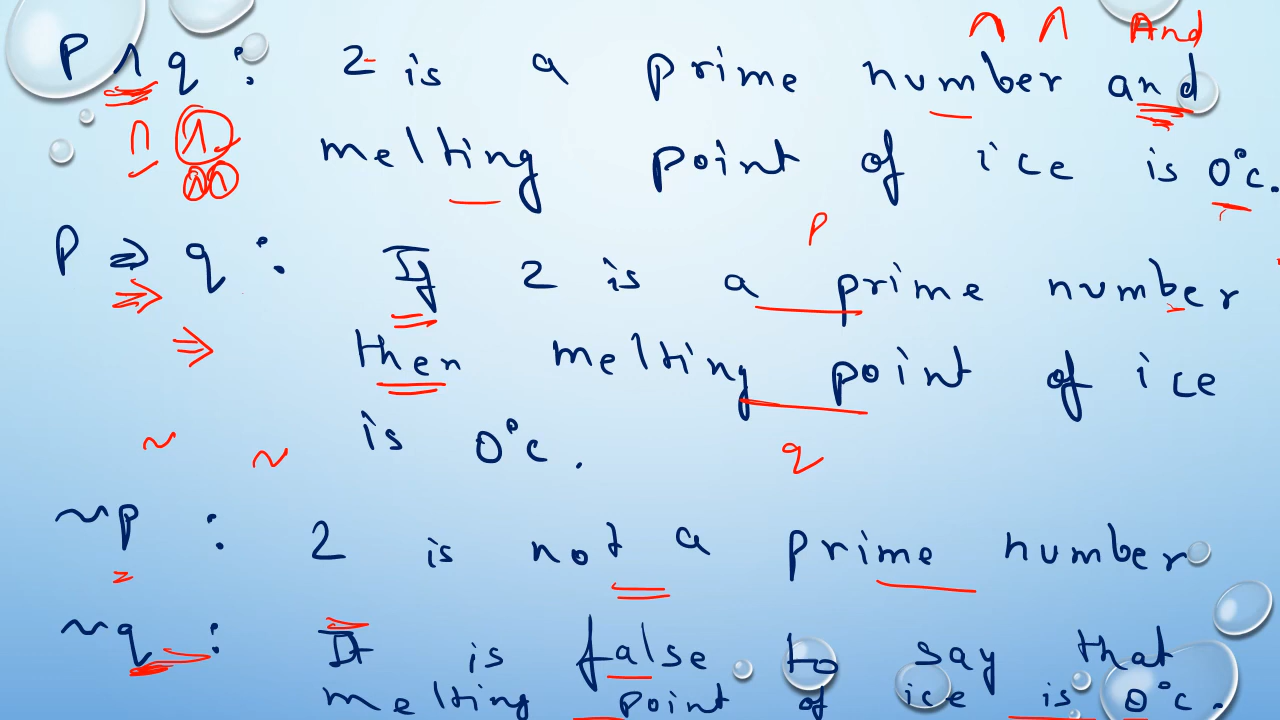 ∧ ∧ And
P ∧ q : 2 is a prime number and
∩ ∧ melting point of ice is 0°c.
∧ ∧
P
P ⇒ q : If 2 is a prime number
⇒ then melting point of ice
is 0°c.
~ ~ q
~p : 2 is not a prime number
~q : It is false to say that
melting point of ice is 0°c.